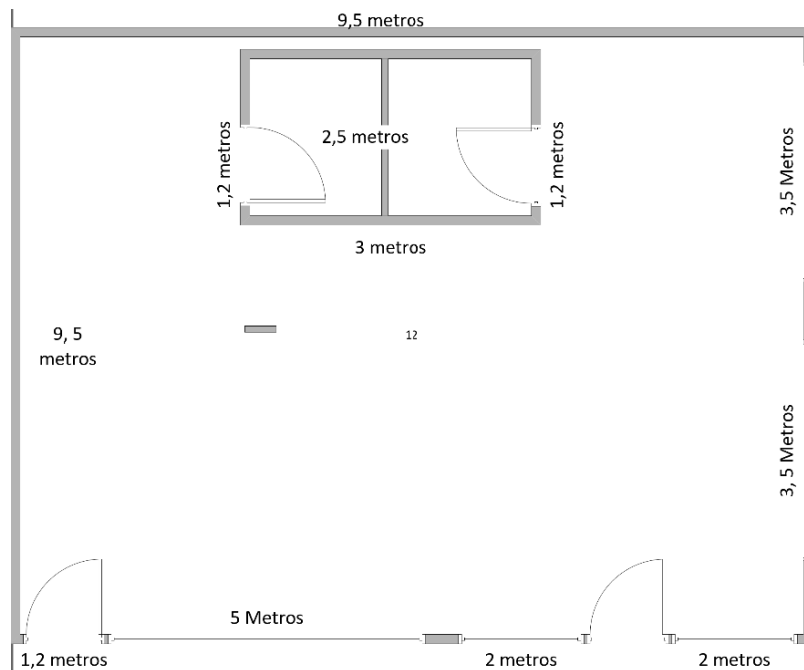 9,5 metros
1,2 metros
2,5 metros
1,2 metros
3,5 Metros
3 metros
9, 5
metros
12
3, 5 Metros
5 Metros
1,2 metros
2 metros
2 metros